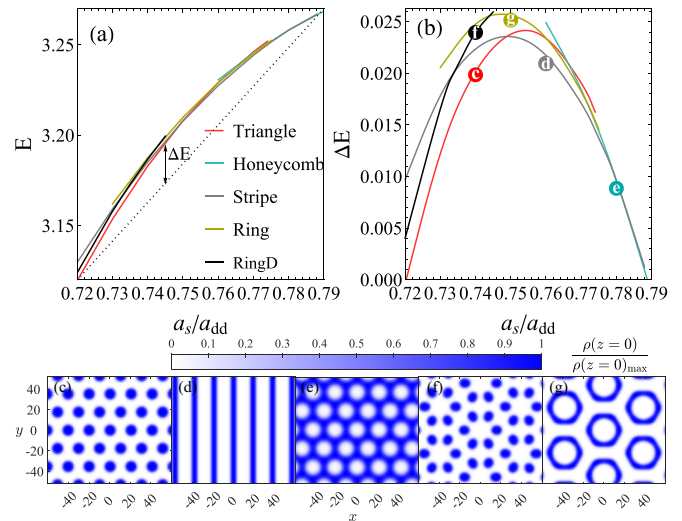 (a)
E
3.25
3.20
3.15
0.72 0.73 0.74 0.75 0.76 0.77 0.78 0.79
a_s/a_dd
ΔE
Triangle
Honeycomb
Stripe
Ring
RingD
(b)
ΔE
0.025
0.020
0.015
0.010
0.005
0.000
0.72 0.73 0.74 0.75 0.76 0.77 0.78 0.79
a_s/a_dd
f
g
c
d
e
0 0.1 0.2 0.3 0.4 0.5 0.6 0.7 0.8 0.9 1
ρ(z = 0)
ρ(z = 0)max
(c) (d) (e) (f) (g)
40
20
y 0
-20
-40
-40 -20 0 20 40 -40 -20 0 20 40 -40 -20 0 20 40 -40 -20 0 20 40 -40 -20 0 20 40
x